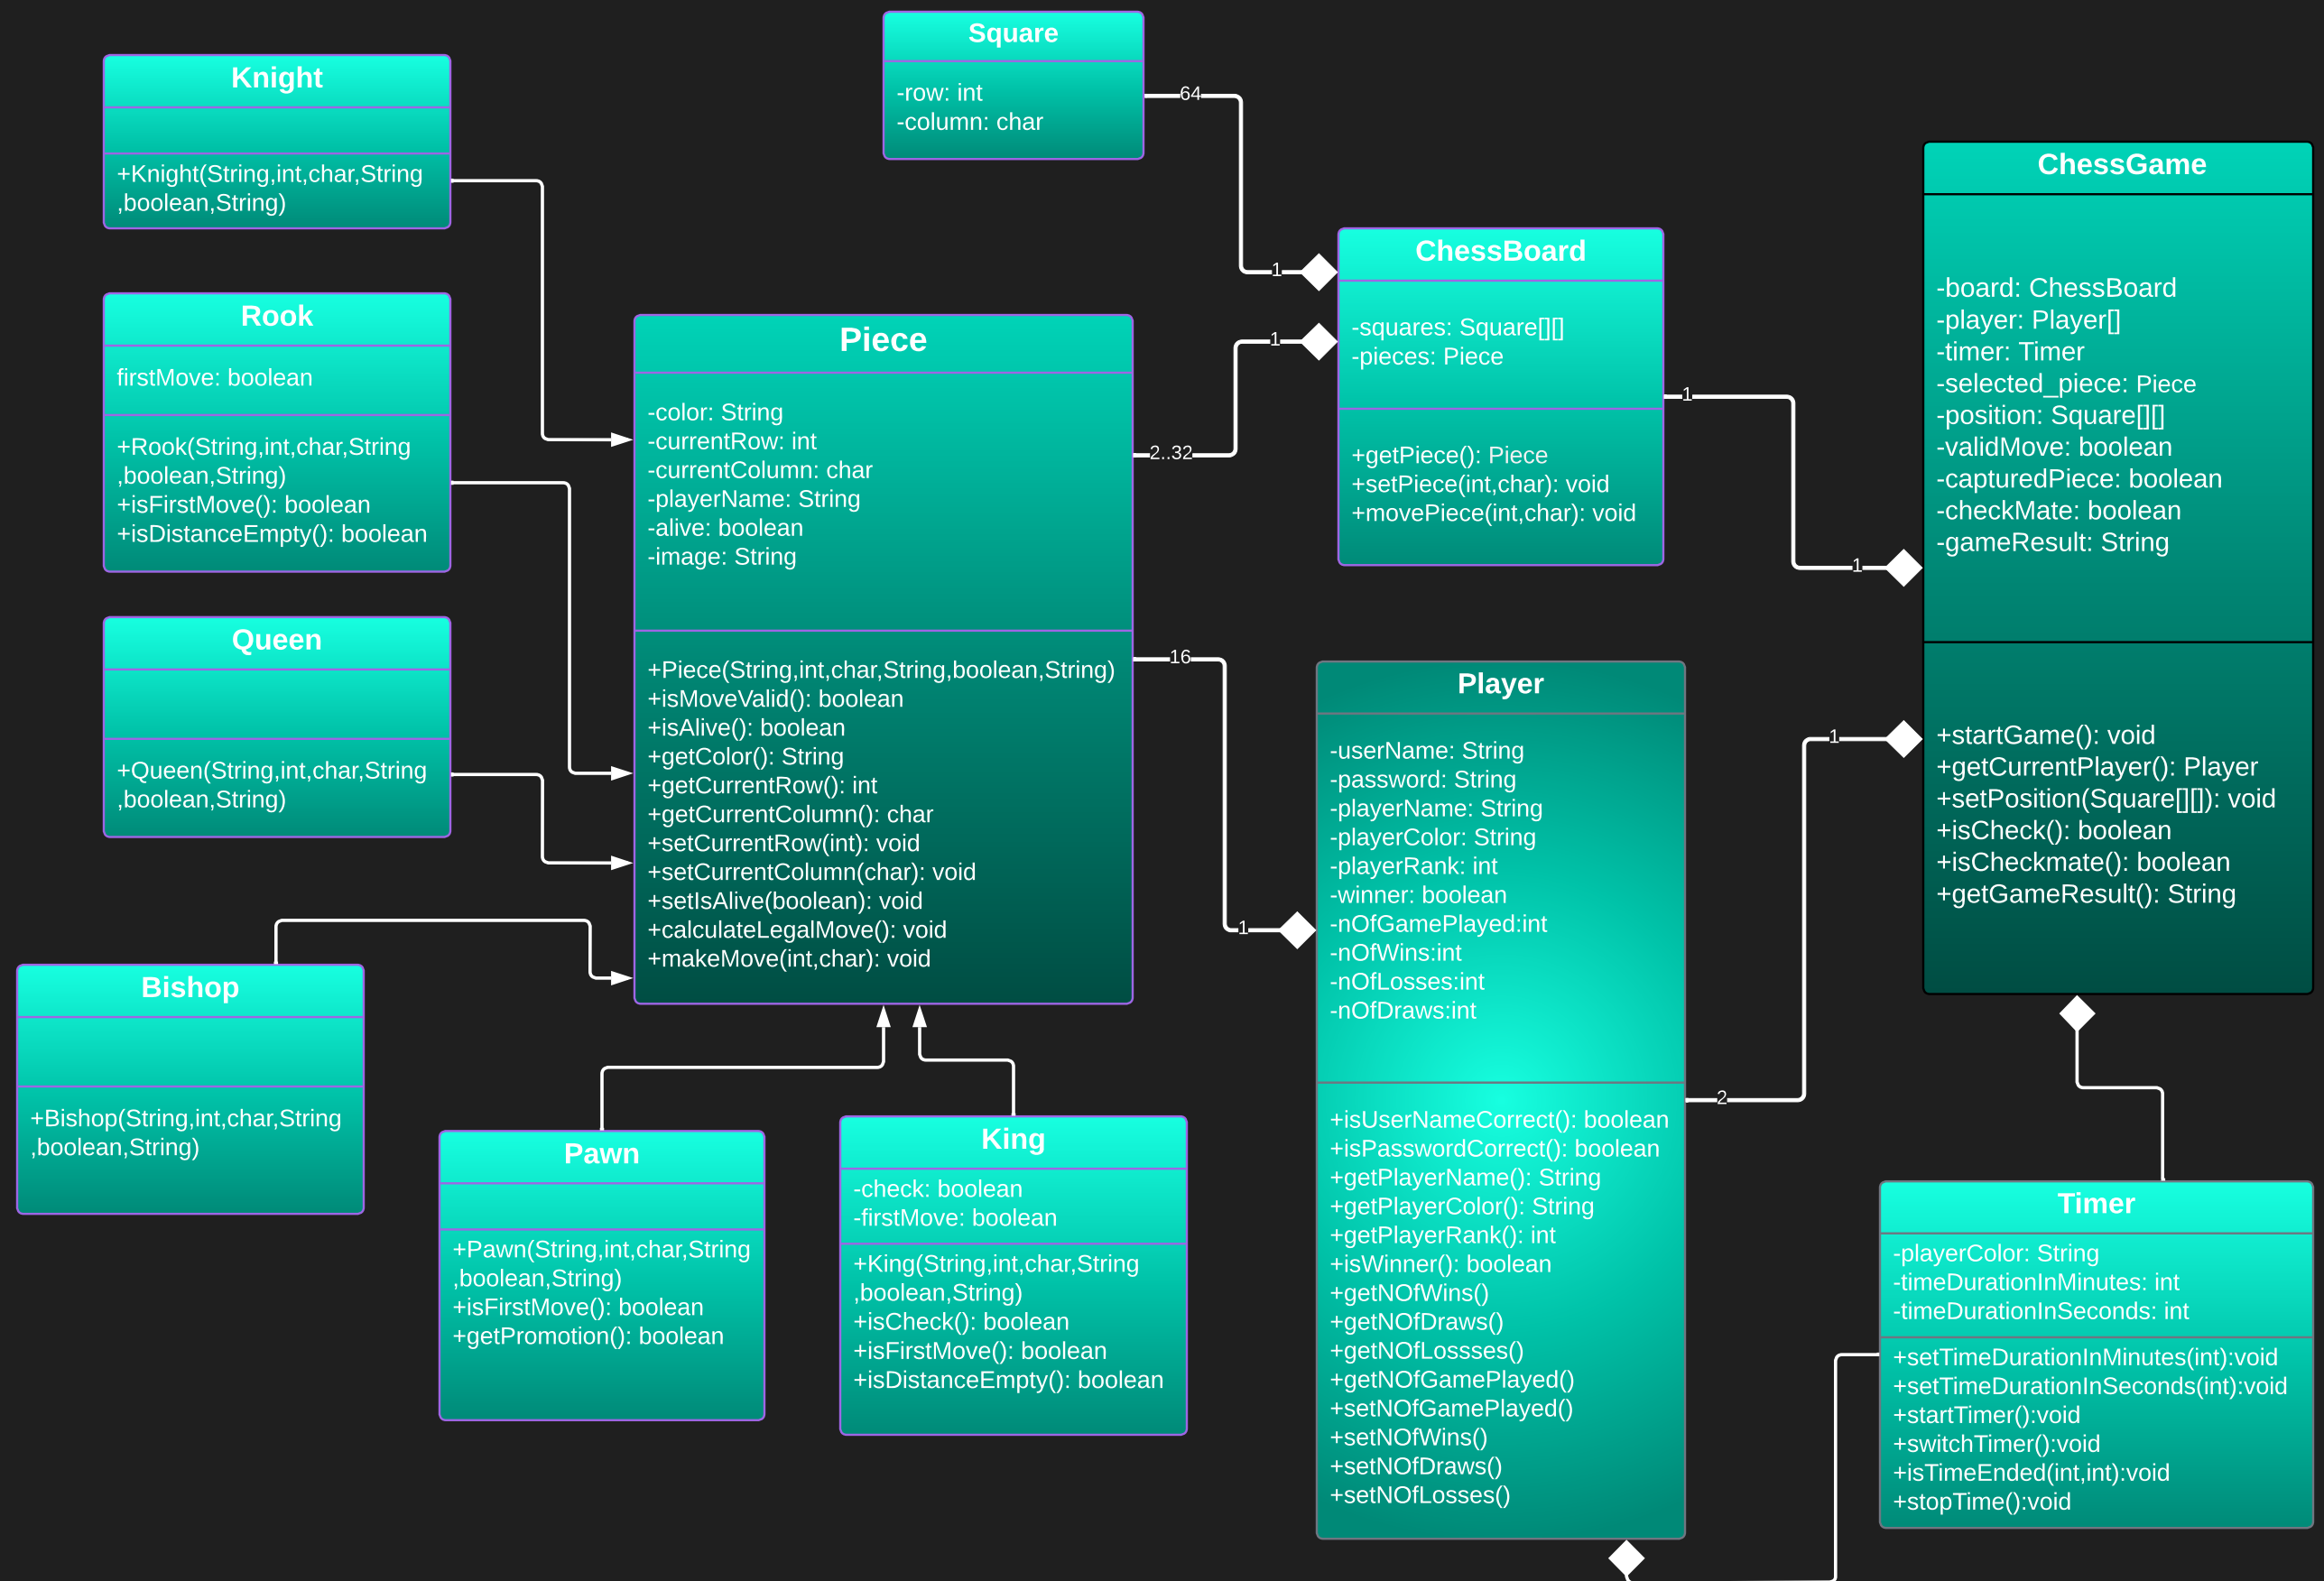 Square
-row: int
-column: char
Knight
+Knight(String,int,char,String
,boolean,String)
64
1
ChessGame
-board: ChessBoard
-player: Player[]
-timer: Timer
-selected_piece: Piece
-position: Square[][]
-validMove: boolean
-capturedPiece: boolean
-checkMate: boolean
-gameResult: String
+startGame(): void
+getCurrentPlayer(): Player
+setPosition(Square[][]): void
+isCheck(): boolean
+isCheckmate(): boolean
+getGameResult(): String
ChessBoard
-squares: Square[][]
-pieces: Piece
+getPiece(): Piece
+setPiece(int,char): void
+movePiece(int,char): void
1
1
Rook
firstMove: boolean
+Rook(String,int,char,String
,boolean,String)
+isFirstMove(): boolean
+isDistanceEmpty(): boolean
Piece
-color: String
-currentRow: int
-currentColumn: char
-playerName: String
-alive: boolean
-image: String
+Piece(String,int,char,String,boolean,String)
+isMoveValid(): boolean
+isAlive(): boolean
+getColor(): String
+getCurrentRow(): int
+getCurrentColumn(): char
+setCurrentRow(int): void
+setCurrentColumn(char): void
+setIsAlive(boolean): void
+calculateLegalMove(): void
+makeMove(int,char): void
1
2..32
16
1
Queen
+Queen(String,int,char,String
,boolean,String)
Player
-userName: String
-password: String
-playerName: String
-playerColor: String
-playerRank: int
-winner: boolean
-nOfGamePlayed:int
-nOfWins:int
-nOfLosses:int
-nOfDraws:int
+isUserNameCorrect(): boolean
+isPasswordCorrect(): boolean
+getPlayerName(): String
+getPlayerColor(): String
+getPlayerRank(): int
+isWinner(): boolean
+getNOfWins()
+getNOfDraws()
+getNOfLossses()
+getNOfGamePlayed()
+setNOfGamePlayed()
+setNOfWins()
+setNOfDraws()
+setNOfLosses()
1
2
Bishop
+Bishop(String,int,char,String
,boolean,String)
Pawn
+Pawn(String,int,char,String
,boolean,String)
+isFirstMove(): boolean
+getPromotion(): boolean
King
-check: boolean
-firstMove: boolean
+King(String,int,char,String
,boolean,String)
+isCheck(): boolean
+isFirstMove(): boolean
+isDistanceEmpty(): boolean
Timer
-playerColor: String
-timeDurationInMinutes: int
-timeDurationInSeconds: int
+setTimeDurationInMinutes(int):void
+setTimeDurationInSeconds(int):void
+startTimer():void
+switchTimer():void
+isTimeEnded(int,int):void
+stopTime():void